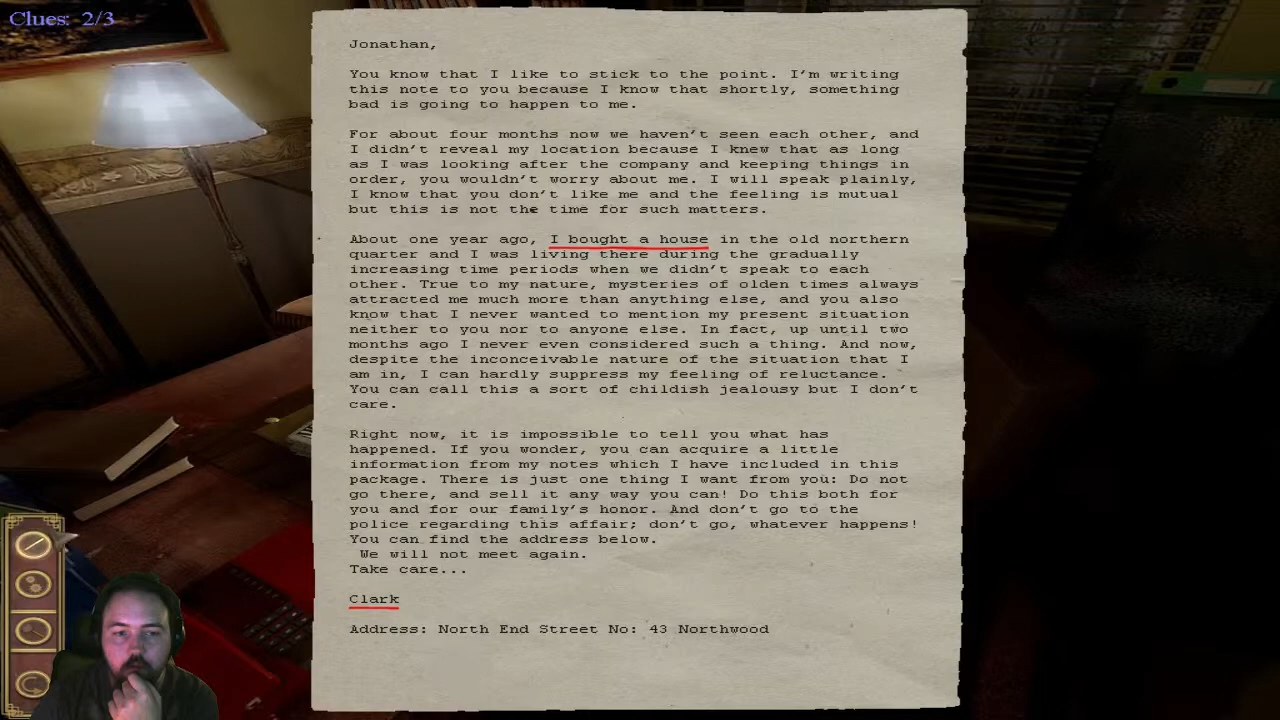 Clues: 2/3
Jonathan,
You know that I like to stick to the point. I'm writing
this note to you because I know that shortly, something
bad is going to happen to me.
For about four months now we haven't seen each other, and
I didn't reveal my location because I knew that as long
as I was looking after the company and keeping things in
order, you wouldn't worry about me. I will speak plainly,
I know that you don't like me and the feeling is mutual
but this is not the time for such matters.
About one year ago, I bought a house in the old northern
quarter and I was living there during the gradually
increasing time periods when we didn't speak to each
other. True to my nature, mysteries of olden times always
attracted me much more than anything else, and you also
know that I never wanted to mention my present situation
neither to you nor to anyone else. In fact, up until two
months ago I never even considered such a thing. And now,
despite the inconceivable nature of the situation that I
am in, I can hardly suppress my feeling of reluctance.
You can call this a sort of childish jealousy but I don't
care.
Right now, it is impossible to tell you what has
happened. If you wonder, you can acquire a little
information from my notes which I have included in this
package. There is just one thing I want from you: Do not
go there, and sell it any way you can! Do this both for
you and for our family's honor. And don't go to the
police regarding this affair; don't go, whatever happens!
You can find the address below.
We will not meet again.
Take care...
Clark
Address: North End Street No: 43 Northwood